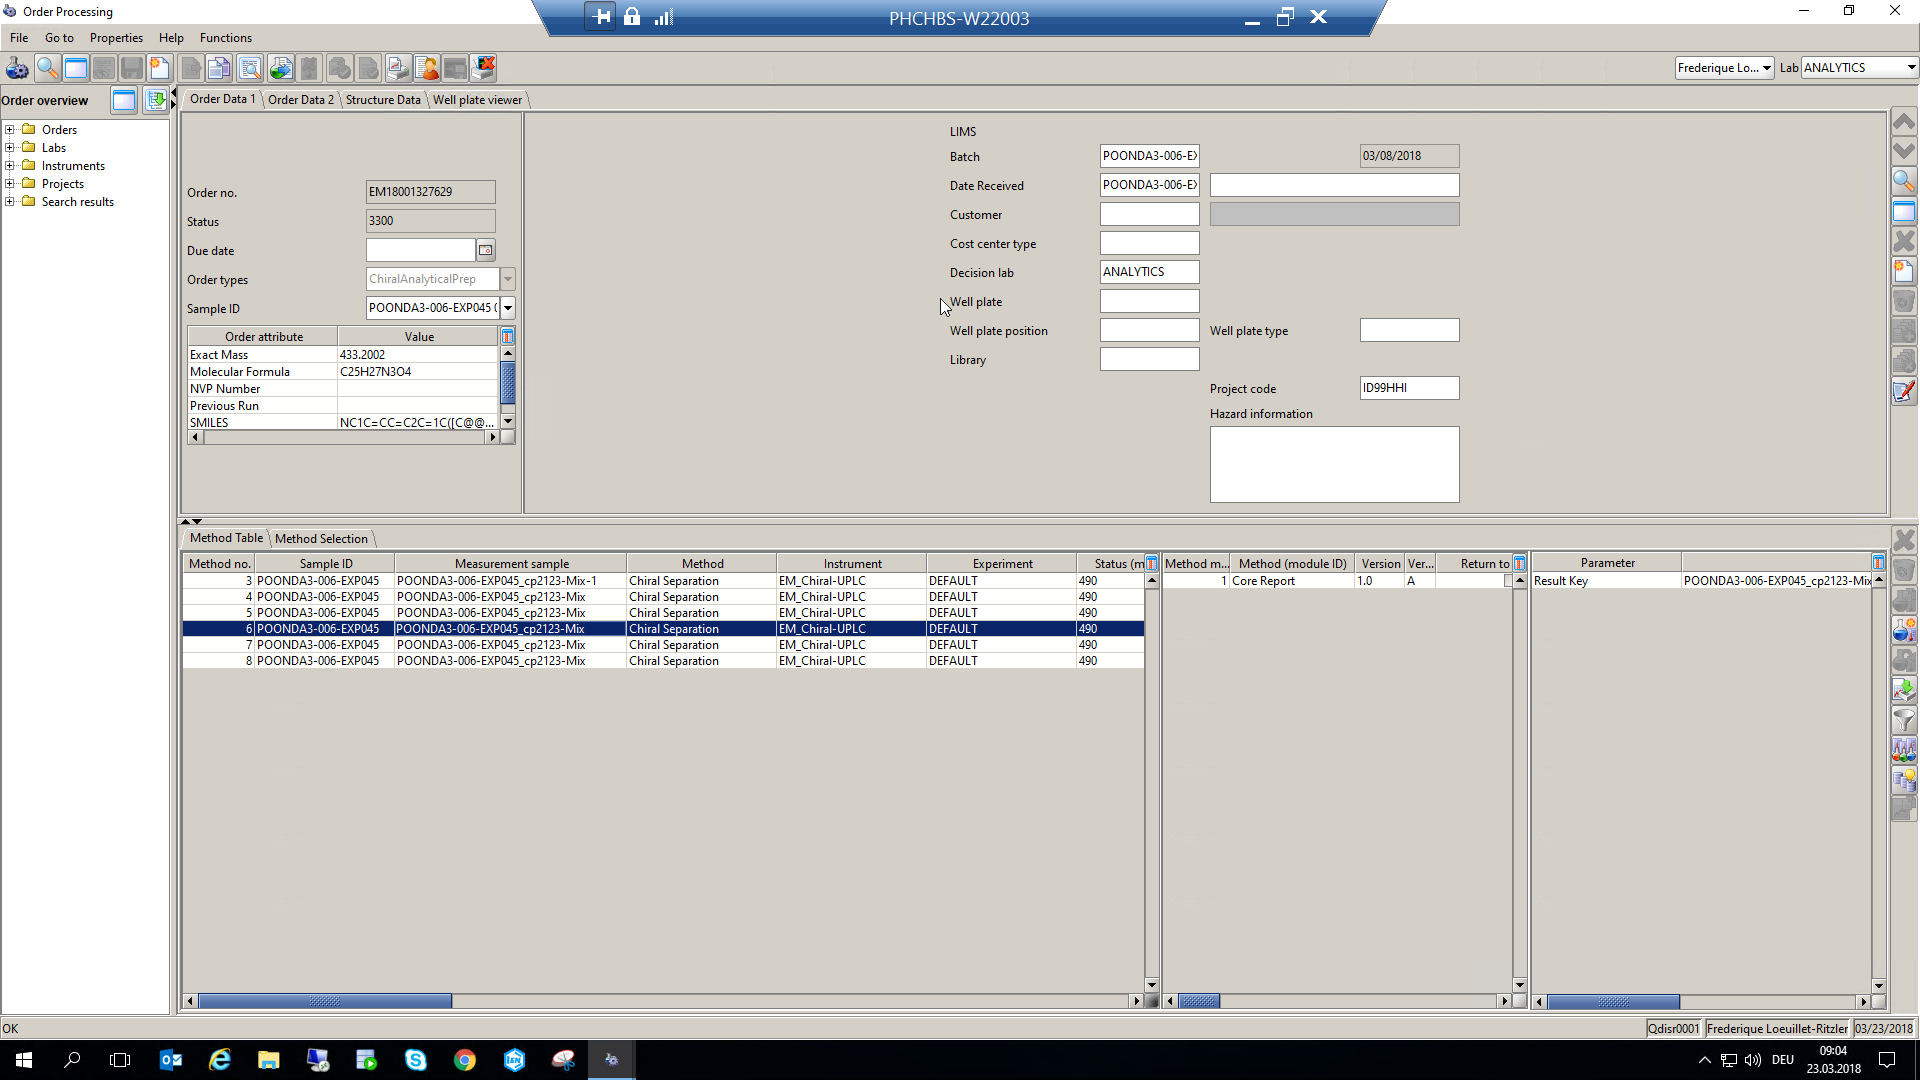 Order Processing
PHCHBS-W22003
File Go to Properties Help Functions
Frederique Lo... Lab ANALYTICS
Order overview
Orders
Labs
Instruments
Projects
Search results
Order Data 1 Order Data 2 Structure Data Well plate viewer
Order no. EM18001327629
Status 3300
Due date
Order types ChiralAnalyticalPrep
Sample ID POONDA3-006-EXP045
Order attribute Value
Exact Mass 433.2002
Molecular Formula C25H27N3O4
NVP Number
Previous Run
SMILES NC1C=CC=C2C=1C([C@@...
LIMS
Batch POONDA3-006-EX 03/08/2018
Date Received POONDA3-006-EX
Customer
Cost center type
Decision lab ANALYTICS
Well plate
Well plate position Well plate type
Library
Project code ID99HHI
Hazard information
Method Table Method Selection
Method no. Sample ID Measurement sample Method Instrument Experiment Status (m
3 POONDA3-006-EXP045 POONDA3-006-EXP045_cp2123-Mix-1 Chiral Separation EM_Chiral-UPLC DEFAULT 490
4 POONDA3-006-EXP045 POONDA3-006-EXP045_cp2123-Mix Chiral Separation EM_Chiral-UPLC DEFAULT 490
5 POONDA3-006-EXP045 POONDA3-006-EXP045_cp2123-Mix Chiral Separation EM_Chiral-UPLC DEFAULT 490
6 POONDA3-006-EXP045 POONDA3-006-EXP045_cp2123-Mix Chiral Separation EM_Chiral-UPLC DEFAULT 490
7 POONDA3-006-EXP045 POONDA3-006-EXP045_cp2123-Mix Chiral Separation EM_Chiral-UPLC DEFAULT 490
8 POONDA3-006-EXP045 POONDA3-006-EXP045_cp2123-Mix Chiral Separation EM_Chiral-UPLC DEFAULT 490
Method m... Method (module ID) Version Ver... Return to
1 Core Report 1.0 A
Parameter
Result Key POONDA3-006-EXP045_cp2123-Mix
OK Qdisr0001 Frederique Loeuillet-Ritzler 03/23/2018
DEU 09:04
23.03.2018